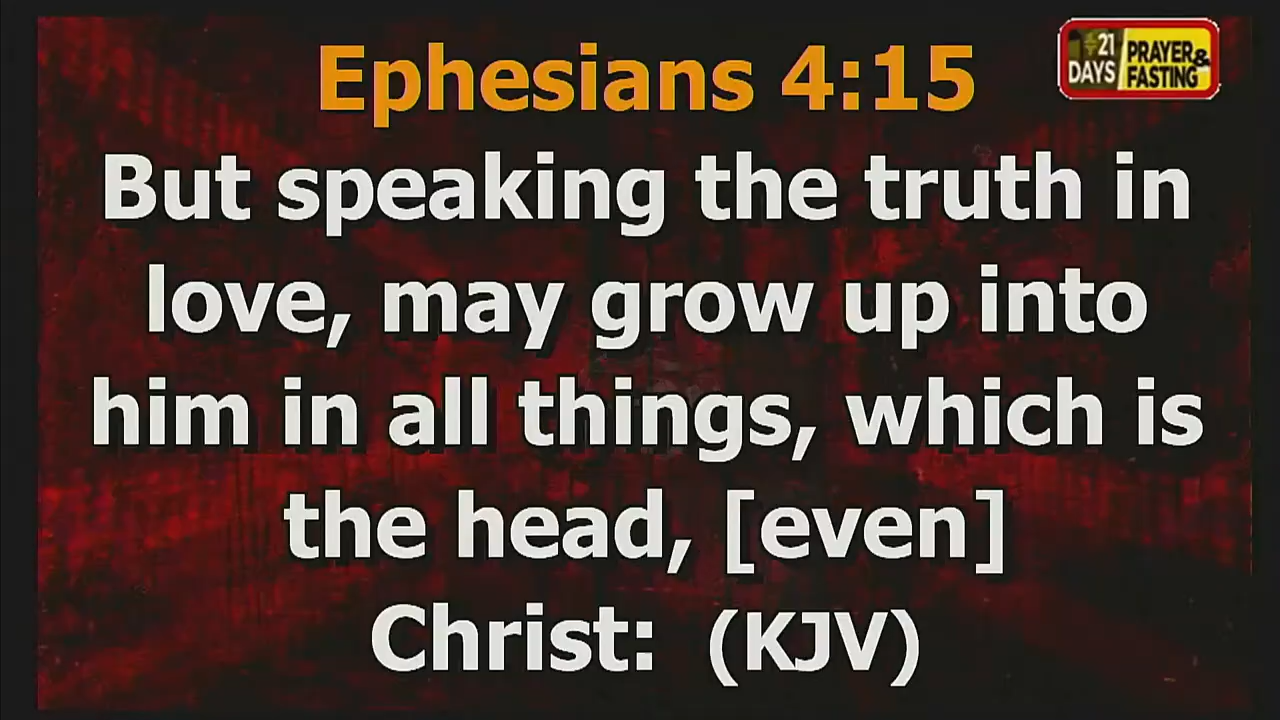 Ephesians 4:15
21
DAYS
PRAYER&
FASTING
But speaking the truth in
love, may grow up into
him in all things, which is
the head, [even]
Christ: (KJV)